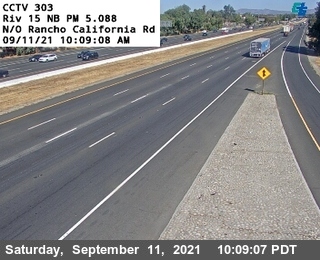 CCTV 303
Riv 15 NB PM 5.088
N/O Rancho California Rd
09/11/21 10:09:08 AM
Saturday, September 11, 2021 10:09:07 PDT